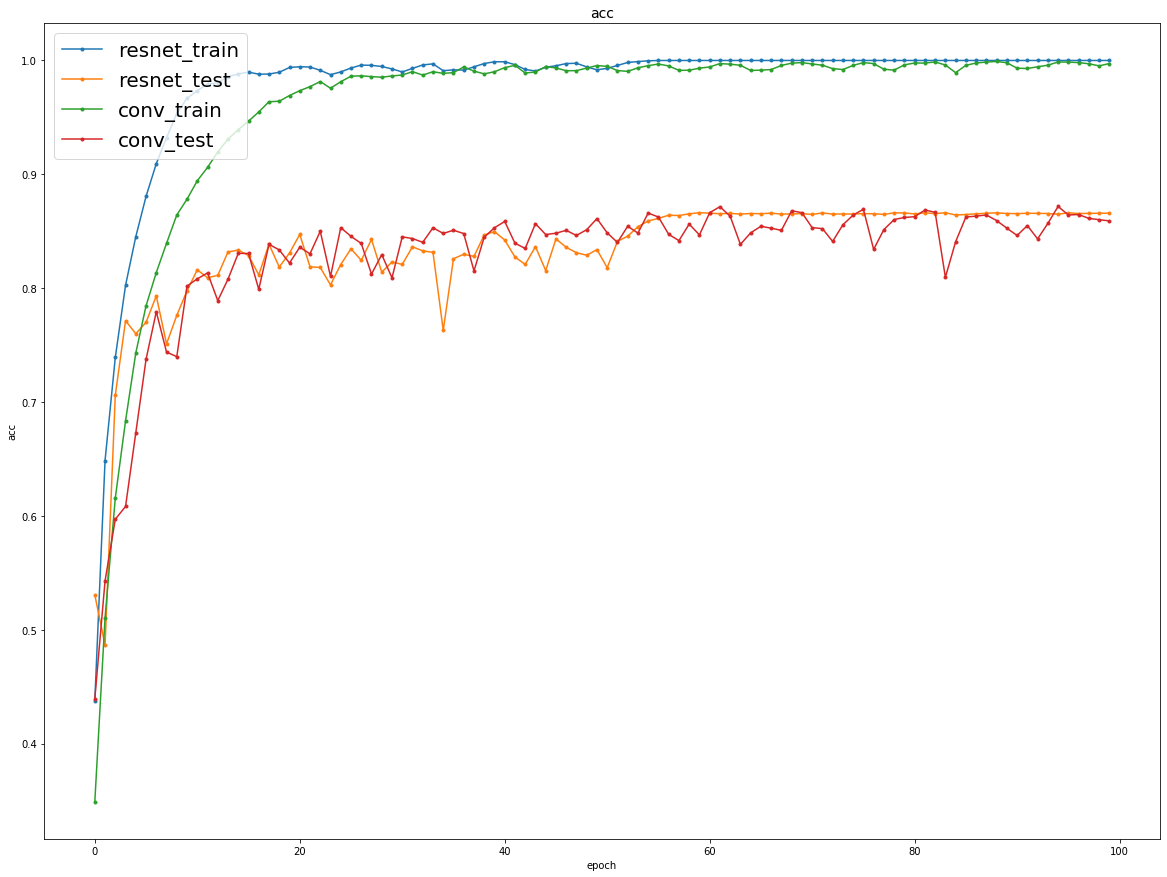 acc
resnet_train
resnet_test
conv_train
conv_test
1.0
0.9
0.8
0.7
0.6
0.5
0.4
acc
0 20 40 60 80 100
epoch